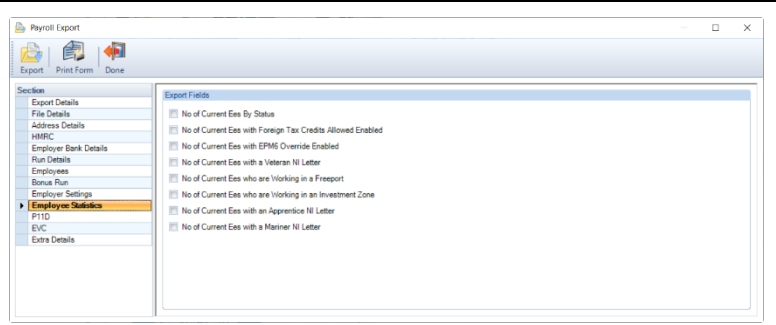 Payroll Export
Export Print Form Done
Section
Export Details
File Details
Address Details
HMRC
Employer Bank Details
Run Details
Employees
Bonus Run
Employer Settings
Employee Statistics
P11D
EVC
Extra Details
Export Fields
No of Current Ees By Status
No of Current Ees with Foreign Tax Credits Allowed Enabled
No of Current Ees with EPM6 Override Enabled
No of Current Ees with a Veteran NI Letter
No of Current Ees who are Working in a Freeport
No of Current Ees who are Working in an Investment Zone
No of Current Ees with an Apprentice NI Letter
No of Current Ees with a Mariner NI Letter